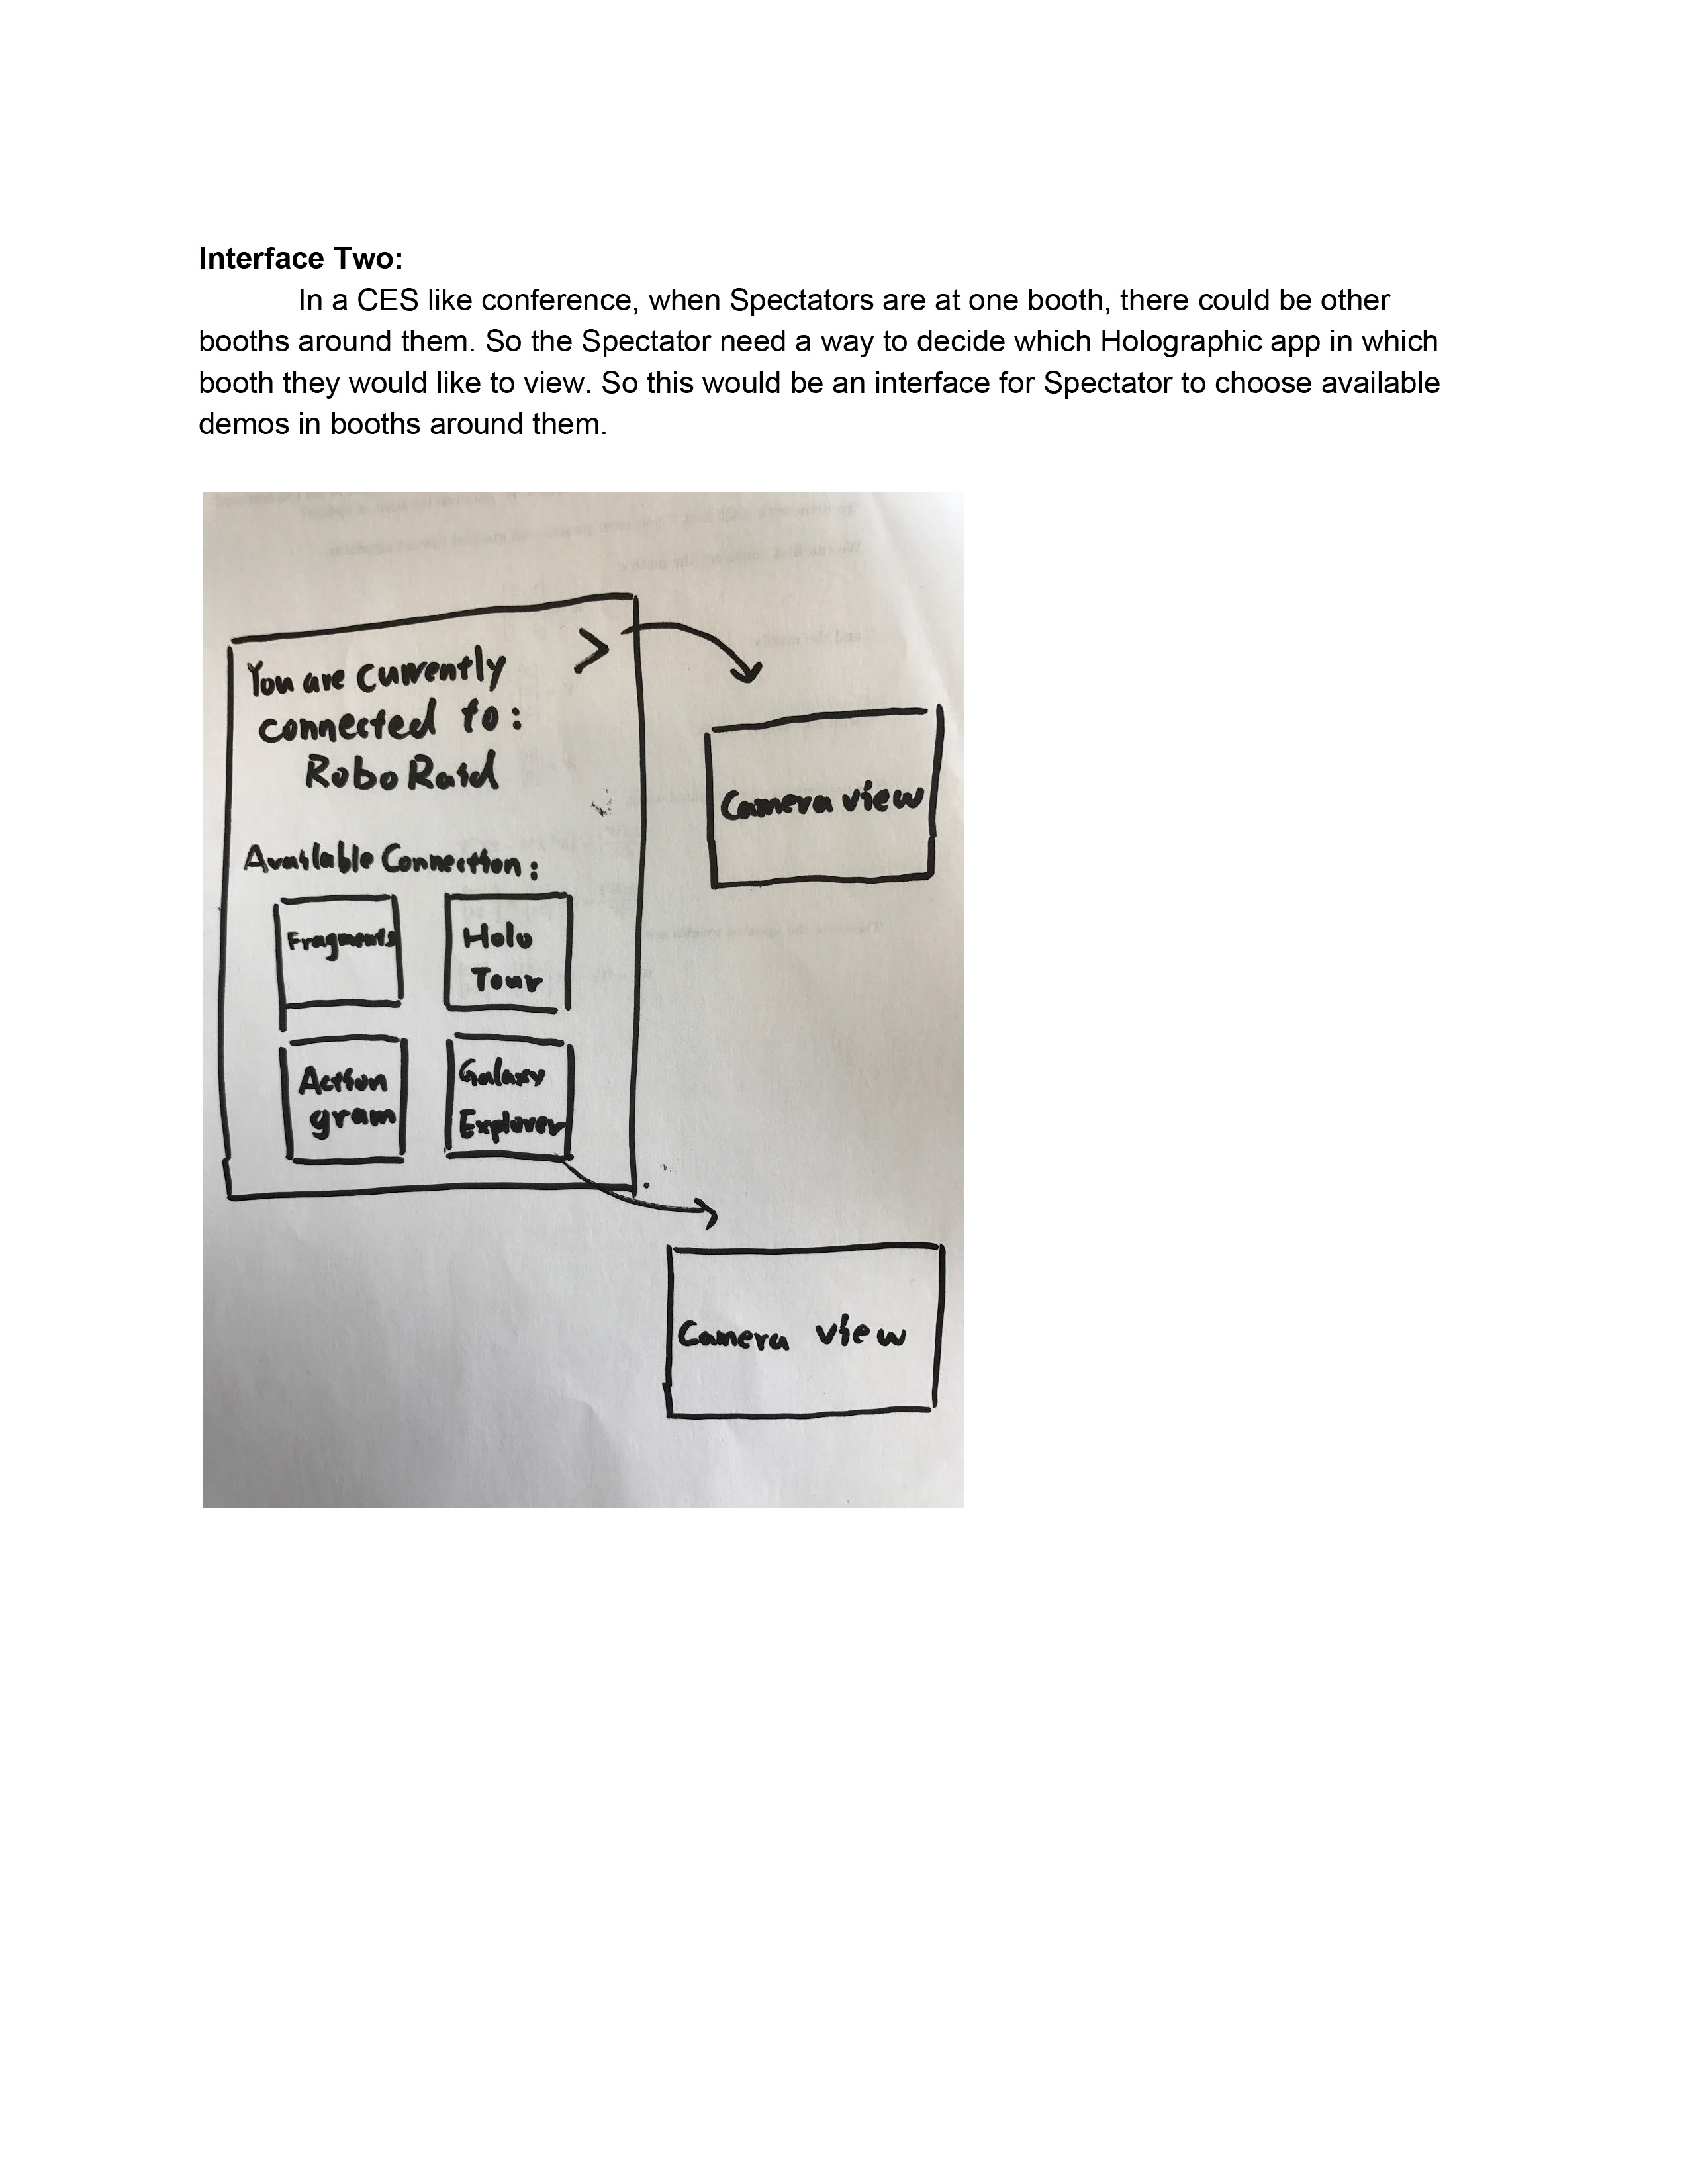 Interface Two:
In a CES like conference, when Spectators are at one booth, there could be other
booths around them. So the Spectator need a way to decide which Holographic app in which
booth they would like to view. So this would be an interface for Spectator to choose available
demos in booths around them.
You are currently >
connected to:
Robo Raid
Camera view
Available Connection:
Fragments
Holo
Tour
Action
gram
Galaxy
Explorer
Camera view